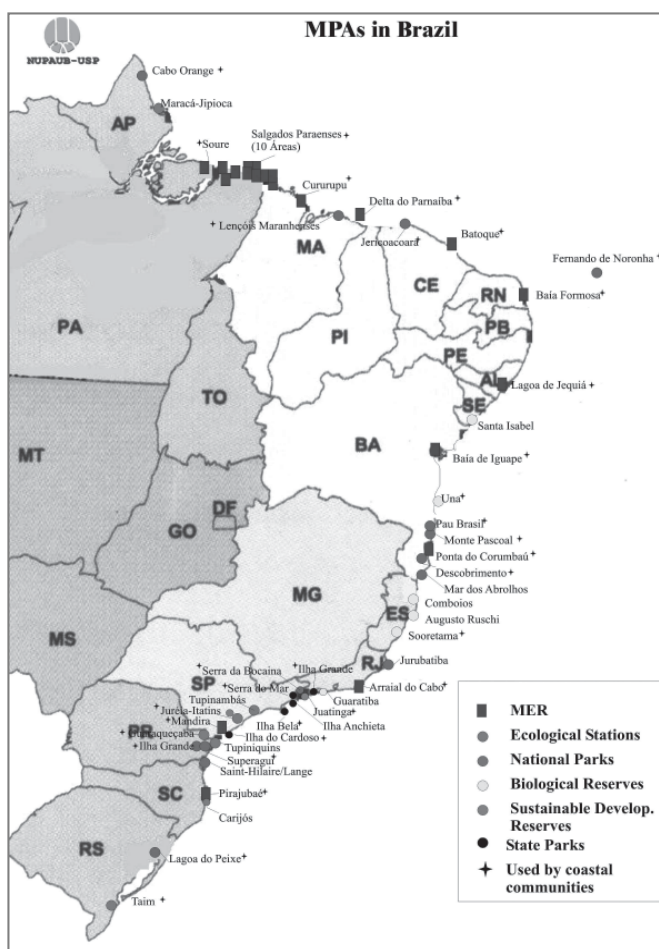 MPAs in Brazil
NUPAUB-USP
Cabo Orange +
Maracá-Jipioca
AP
+Soure
Salgados Paraenses+
(10 Áreas)
Cururupu+
Delta do Parnaíba+
+Lençóis Maranhenses
Jericoacoara+
Batoque+
Fernando de Noronha +
MA
CE
RN
Baía Formosa+
PB
PA
PI
PE
AL
Lagoa de Jequiá +
TO
SE
Santa Isabel
BA
MT
Baía de Iguape +
Una+
DF
GO
Pau Brasil+
Monte Pascoal+
Ponta do Corumbaú+
Descobrimento+
Mar dos Abrolhos
MG
MS
Comboios
ES
Augusto Ruschi
Sooretama+
+Serra da Bocaina
+Ilha Grande
RJ
Jurubatiba
SP
+Serra do Mar
Arraial do Cabo+
Tupinambás
Guaratiba
+Juréia-Itatins
Juatinga+
+Mandira
Ilha Bela+
Ilha Anchieta
PR
Ilha do Cardoso+
+Ilha Grande
Tupiniquins
Superagui+
Saint-Hilaire/Lange
SC
Pirajubaé+
Carijós
RS
Lagoa do Peixe+
Taim +
MER
Ecological Stations
National Parks
Biological Reserves
Sustainable Develop.
Reserves
State Parks
+ Used by coastal
communities